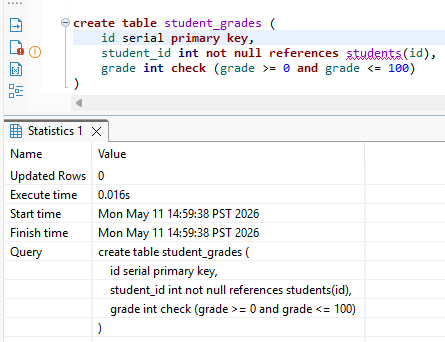 create table student_grades (
id serial primary key,
student_id int not null references students(id),
grade int check (grade >= 0 and grade <= 100)
)
Statistics 1
Name Value
Updated Rows 0
Execute time 0.016s
Start time Mon May 11 14:59:38 PST 2026
Finish time Mon May 11 14:59:38 PST 2026
Query create table student_grades (
id serial primary key,
student_id int not null references students(id),
grade int check (grade >= 0 and grade <= 100)
)